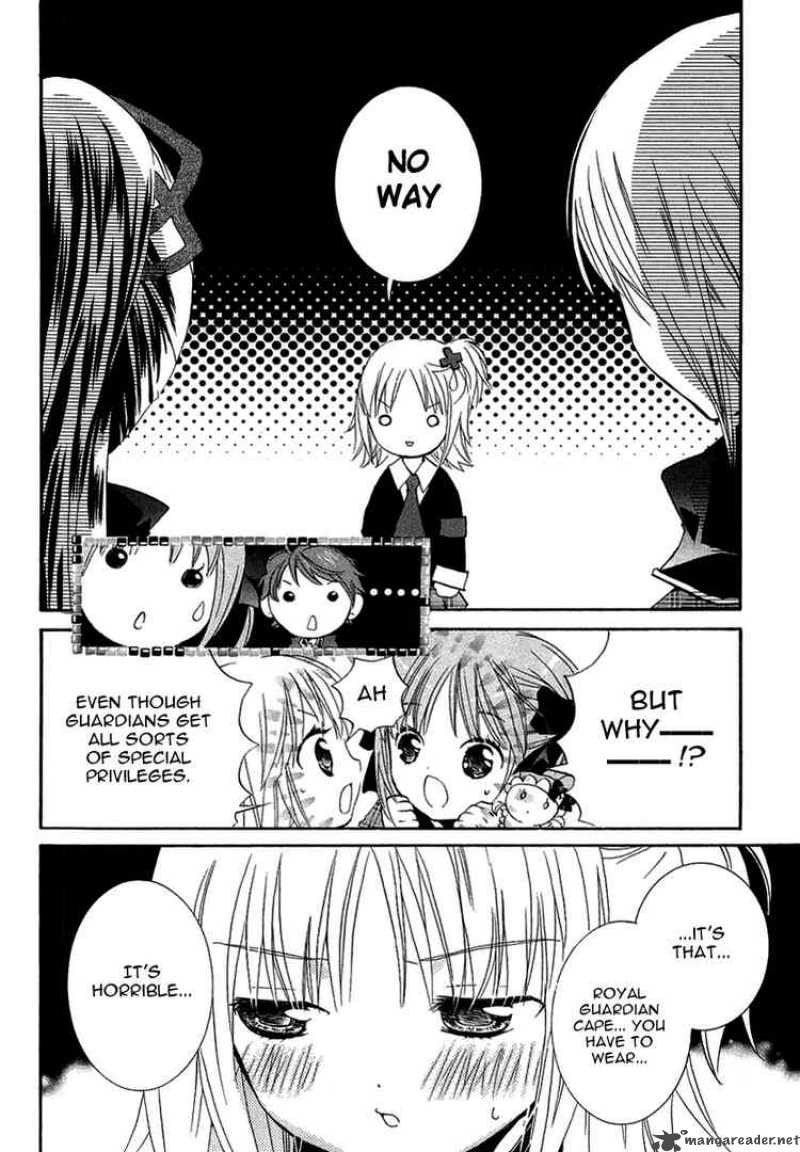 NO
WAY
BUT
WHY——
——!?
AH
EVEN THOUGH
GUARDIANS GET
ALL SORTS
OF SPECIAL
PRIVILEGES.
...IT'S
THAT...
ROYAL
GUARDIAN
CAPE... YOU
HAVE TO
WEAR...
IT'S
HORRIBLE...
mangareader.net